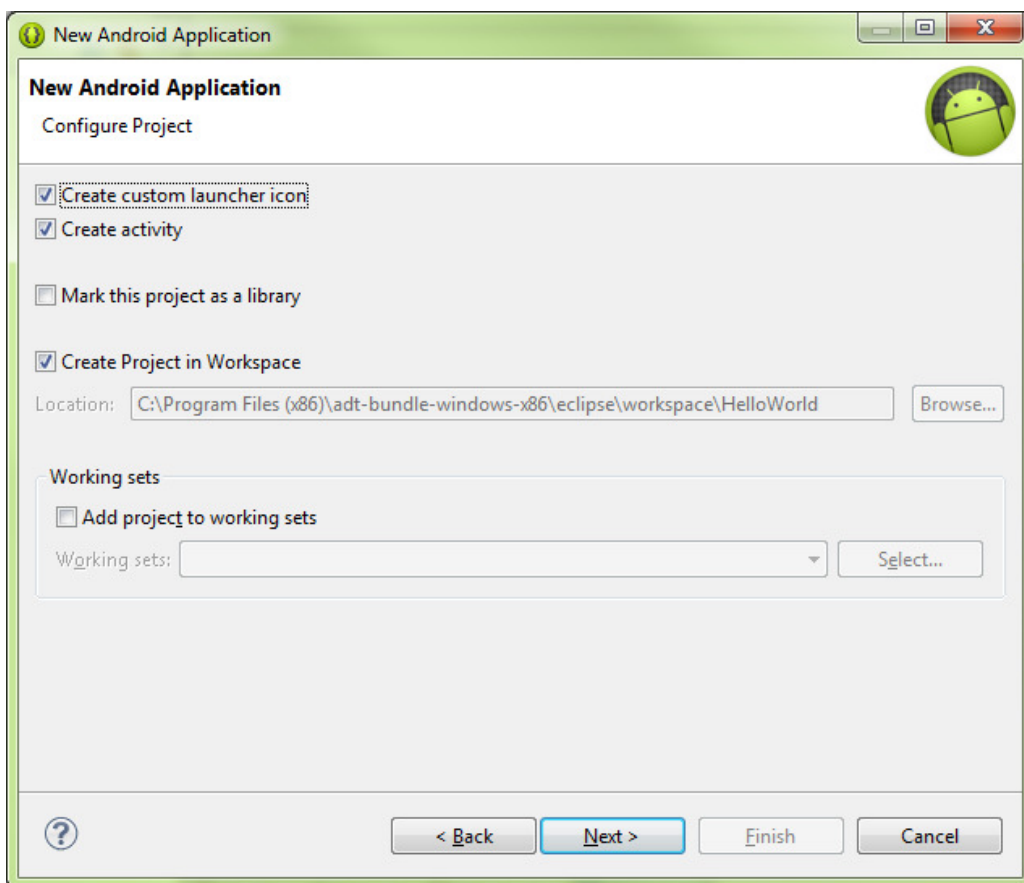 New Android Application
New Android Application
Configure Project
Create custom launcher icon
Create activity
Mark this project as a library
Create Project in Workspace
Location: C:\Program Files (x86)\adt-bundle-windows-x86\eclipse\workspace\HelloWorld Browse...
Working sets
Add project to working sets
Working sets: Select...
? < Back Next > Finish Cancel